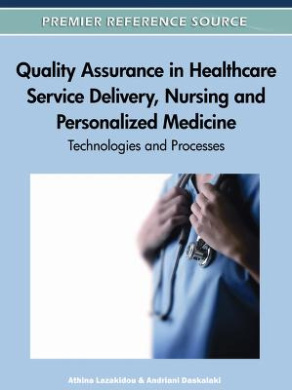 PREMIER REFERENCE SOURCE
Quality Assurance in Healthcare
Service Delivery, Nursing and
Personalized Medicine
Technologies and Processes
Athina Lazakidou & Andriani Daskalaki